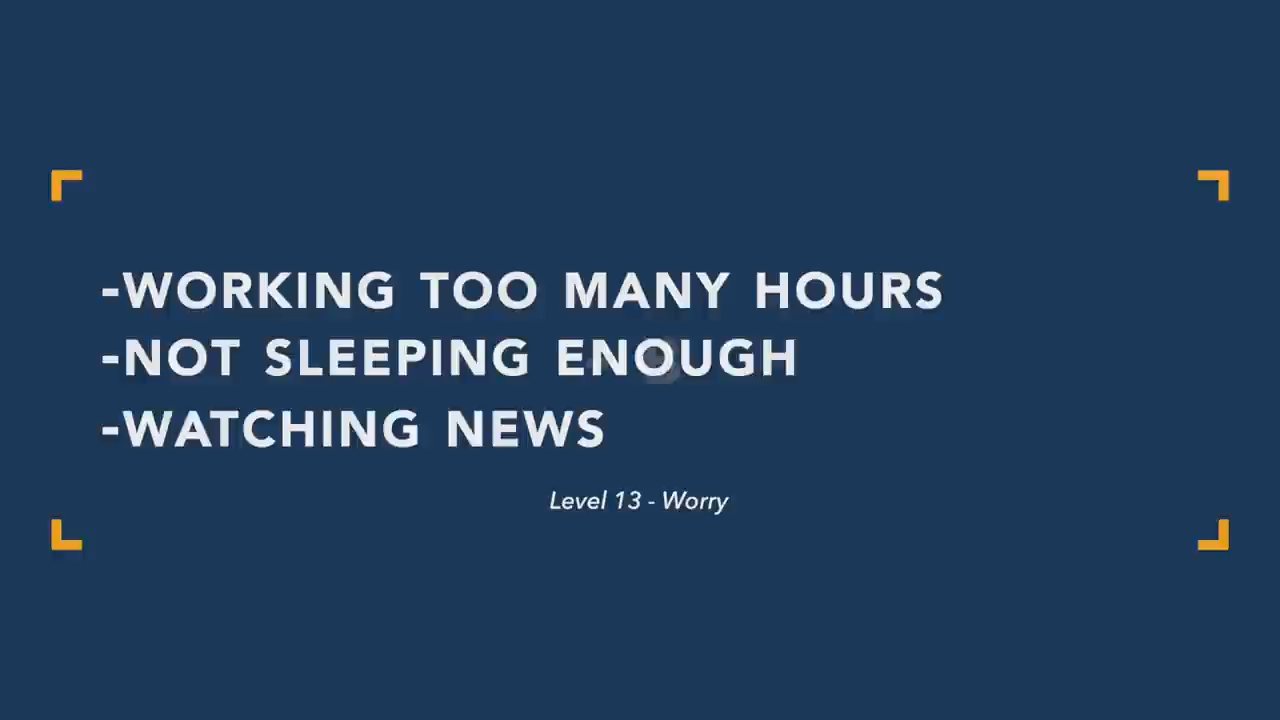 -WORKING TOO MANY HOURS
-NOT SLEEPING ENOUGH
-WATCHING NEWS
Level 13 - Worry